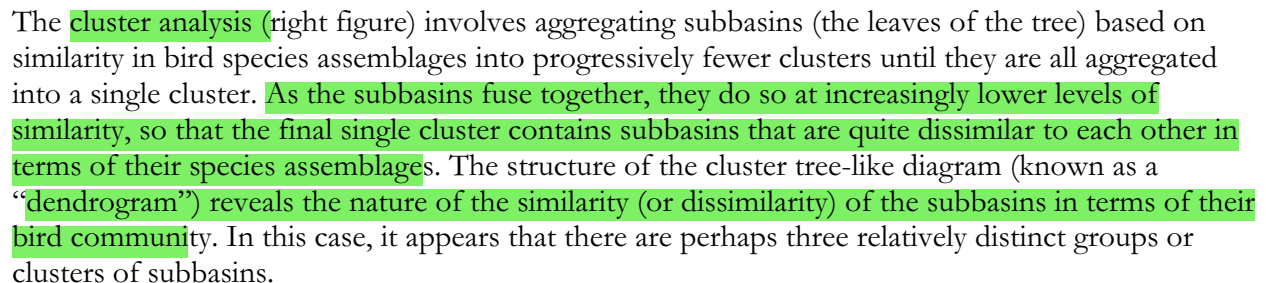 The cluster analysis (right figure) involves aggregating subbasins (the leaves of the tree) based on
similarity in bird species assemblages into progressively fewer clusters until they are all aggregated
into a single cluster. As the subbasins fuse together, they do so at increasingly lower levels of
similarity, so that the final single cluster contains subbasins that are quite dissimilar to each other in
terms of their species assemblages. The structure of the cluster tree-like diagram (known as a
“dendrogram”) reveals the nature of the similarity (or dissimilarity) of the subbasins in terms of their
bird community. In this case, it appears that there are perhaps three relatively distinct groups or
clusters of subbasins.